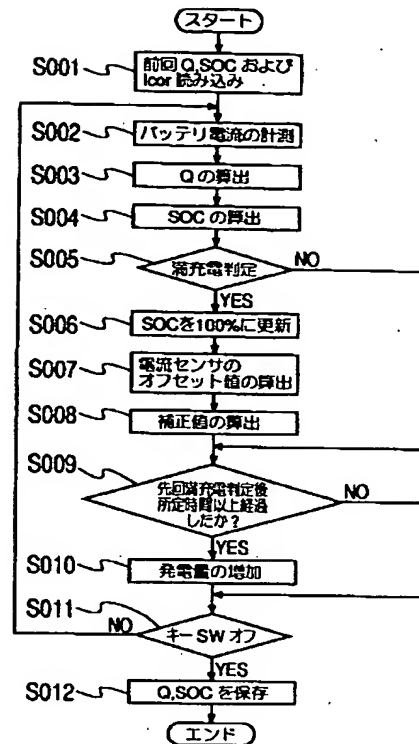 スタート
S001
前回 Q,SOC および
Icor 読み込み
S002
バッテリ電流の計測
S003
Q の算出
S004
SOC の算出
S005
満充電判定
NO
YES
S006
SOCを100%に更新
S007
電流センサの
オフセット値の算出
S008
補正値の算出
S009
先回満充電判定後
所定時間以上経過
したか?
NO
YES
S010
発電量の増加
S011
NO
キー SW オフ
YES
S012
Q,SOC を保存
エンド